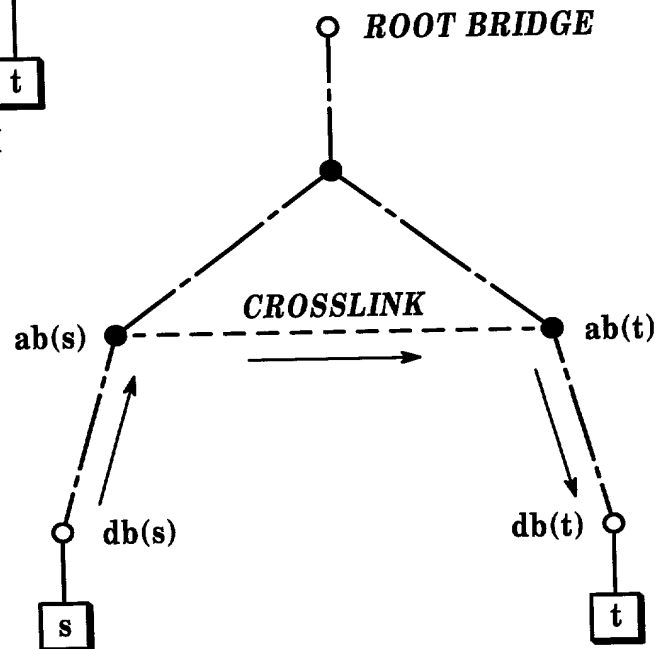 ROOT BRIDGE
t
CROSSLINK
ab(s)
ab(t)
db(s)
db(t)
s
t